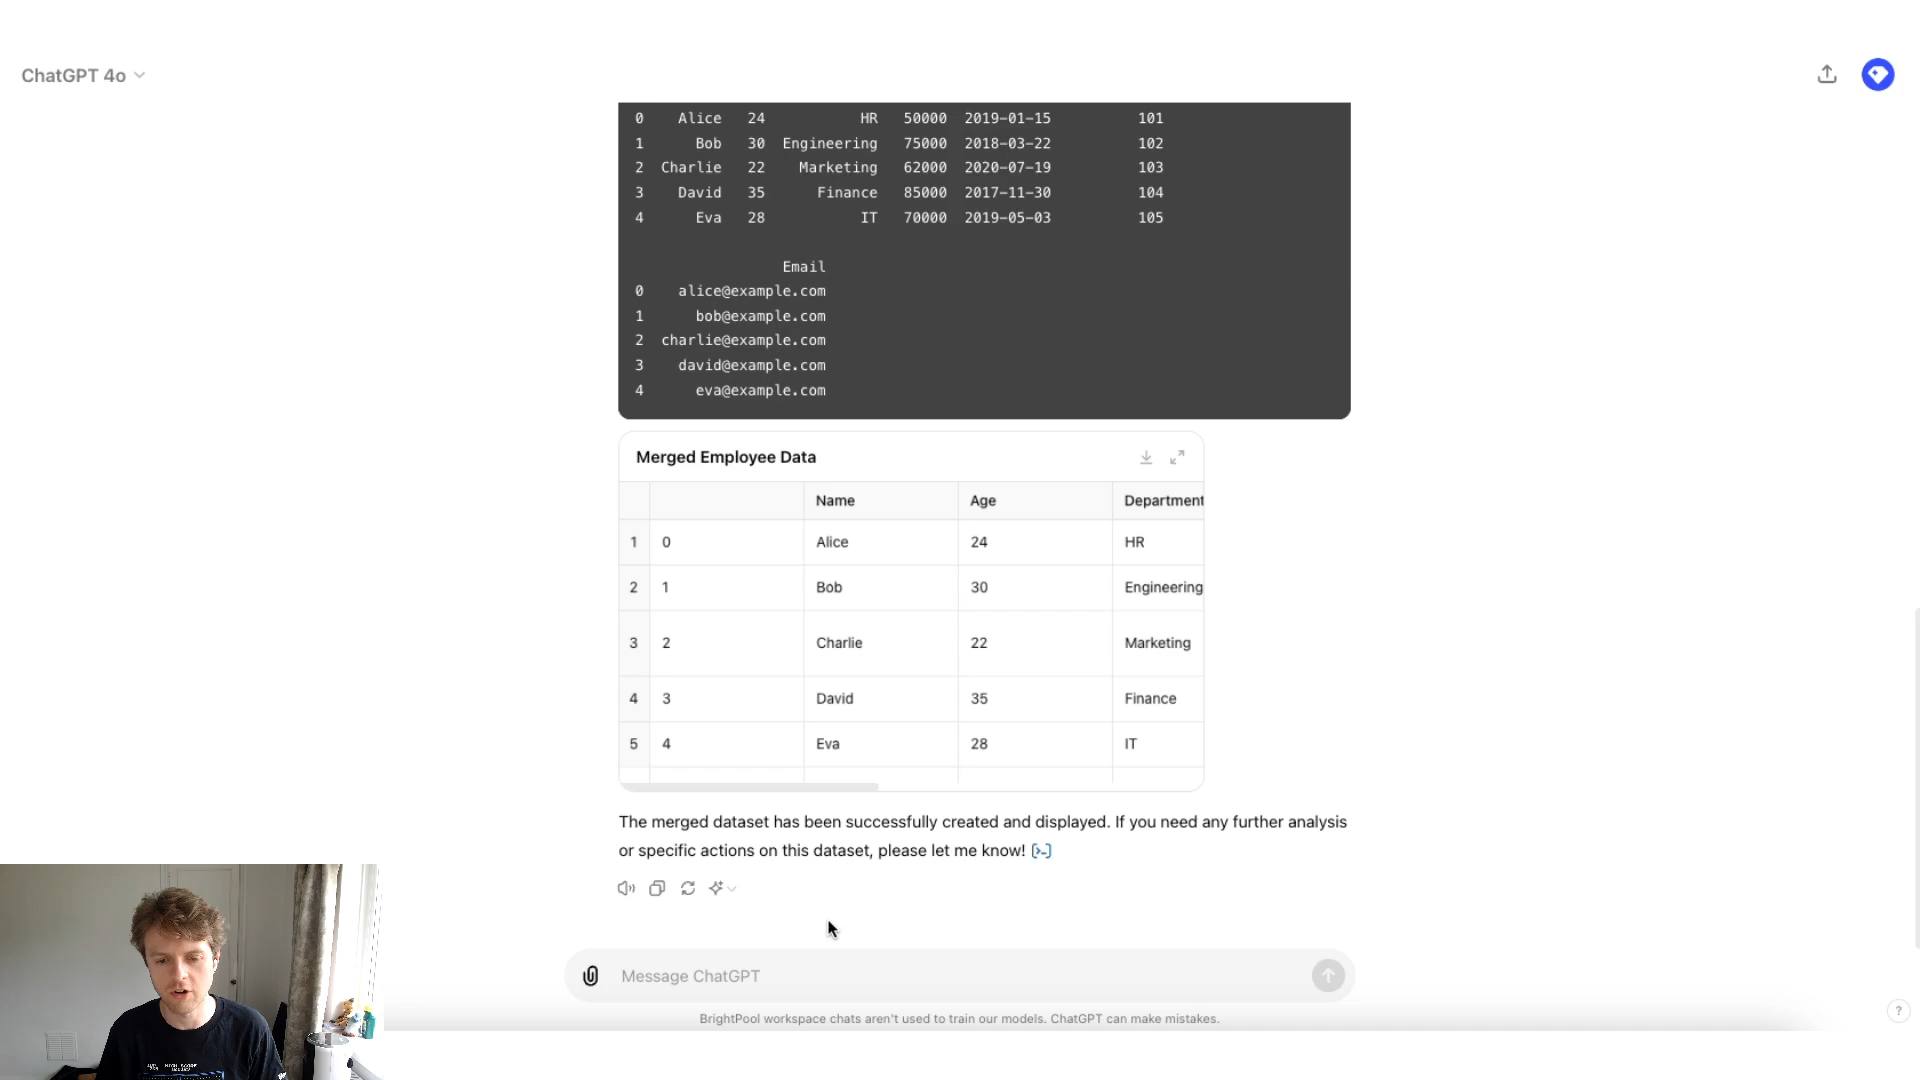 ChatGPT 4o
0 Alice 24 HR 50000 2019-01-15 101
1 Bob 30 Engineering 75000 2018-03-22 102
2 Charlie 22 Marketing 62000 2020-07-19 103
3 David 35 Finance 85000 2017-11-30 104
4 Eva 28 IT 70000 2019-05-03 105
Email
0 alice@example.com
1 bob@example.com
2 charlie@example.com
3 david@example.com
4 eva@example.com
Merged Employee Data
Name Age Department
1 0 Alice 24 HR
2 1 Bob 30 Engineering
3 2 Charlie 22 Marketing
4 3 David 35 Finance
5 4 Eva 28 IT
The merged dataset has been successfully created and displayed. If you need any further analysis
or specific actions on this dataset, please let me know! [>-]
Message ChatGPT
BrightPool workspace chats aren't used to train our models. ChatGPT can make mistakes.
?